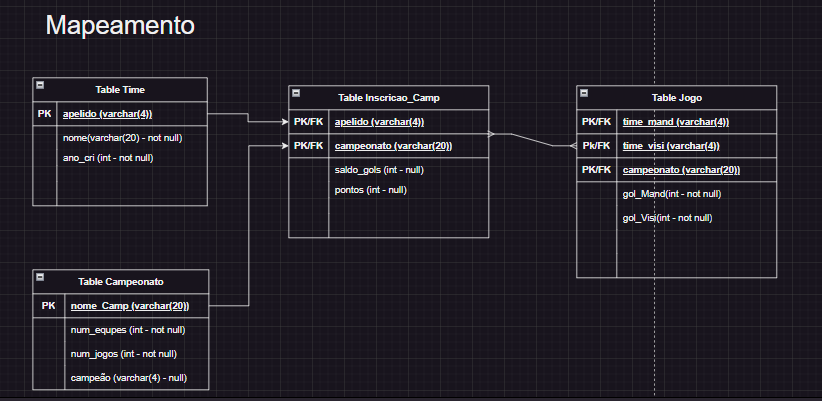 Mapeamento
Table Time
PK apelido (varchar(4))
nome(varchar(20) - not null)
ano_cri (int - not null)
Table Inscricao_Camp
PK/FK apelido (varchar(4))
PK/FK campeonato (varchar(20))
saldo_gols (int - null)
pontos (int - null)
Table Jogo
PK/FK time_mand (varchar(4))
Pk/FK time_visi (varchar(4))
PK/FK campeonato (varchar(20))
gol_Mand(int - not null)
gol_Visi(int - not null)
Table Campeonato
PK nome_Camp (varchar(20))
num_equpes (int - not null)
num_jogos (int - not null)
campeão (varchar(4) - null)